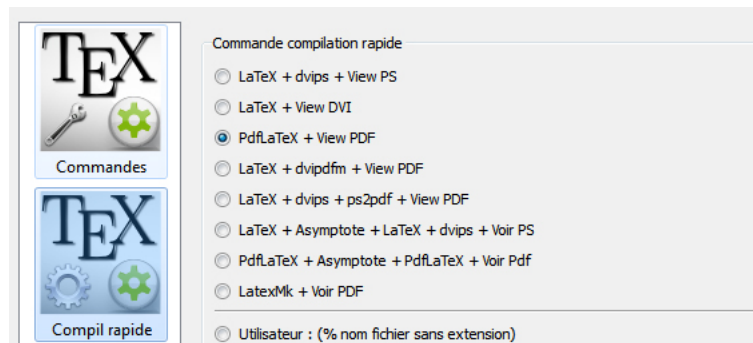 TEX
Commandes
TEX
Compil rapide
Commande compilation rapide
LaTeX + dvips + View PS
LaTeX + View DVI
PdfLaTeX + View PDF
LaTeX + dvipdfm + View PDF
LaTeX + dvips + ps2pdf + View PDF
LaTeX + Asymptote + LaTeX + dvips + Voir PS
PdfLaTeX + Asymptote + PdfLaTeX + Voir Pdf
LatexMk + Voir PDF
Utilisateur : (% nom fichier sans extension)